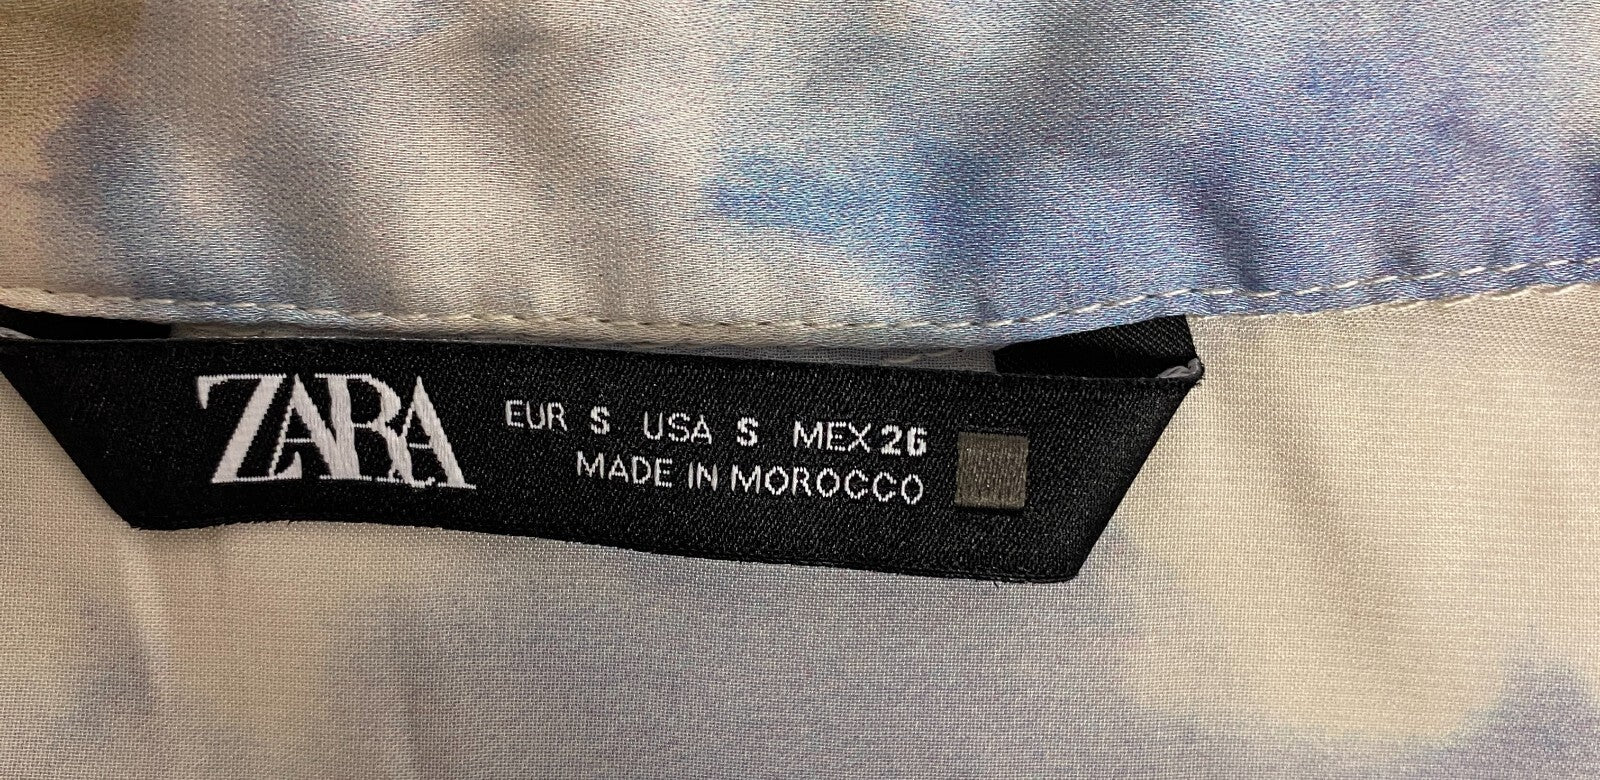 ZARA
EUR S USA S MEX 26
MADE IN MOROCCO